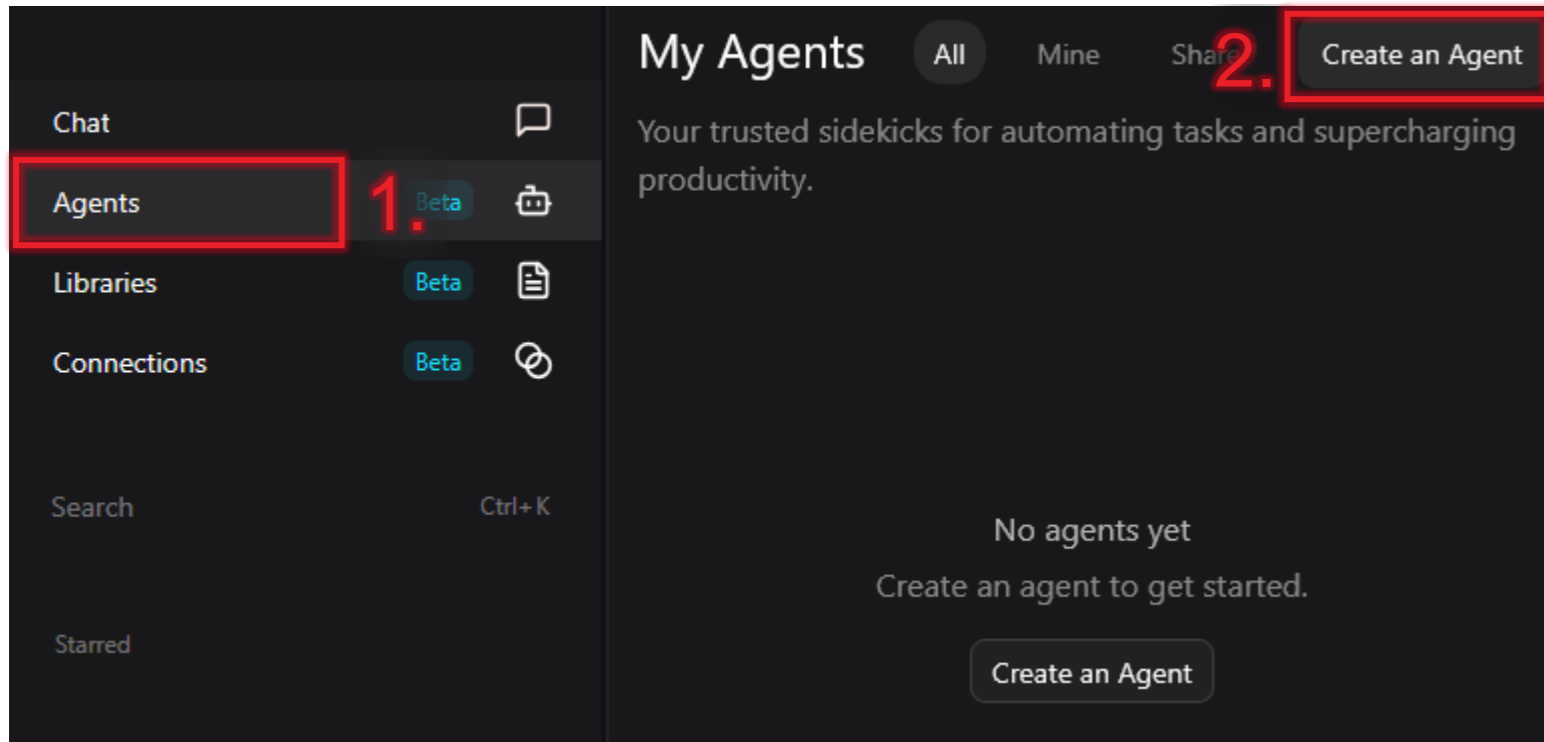 Chat
Agents
1.
Beta
Libraries
Beta
Connections
Beta
Search
Ctrl+K
Starred
My Agents
All
Mine
2.
Create an Agent
Your trusted sidekicks for automating tasks and supercharging
productivity.
No agents yet
Create an agent to get started.
Create an Agent